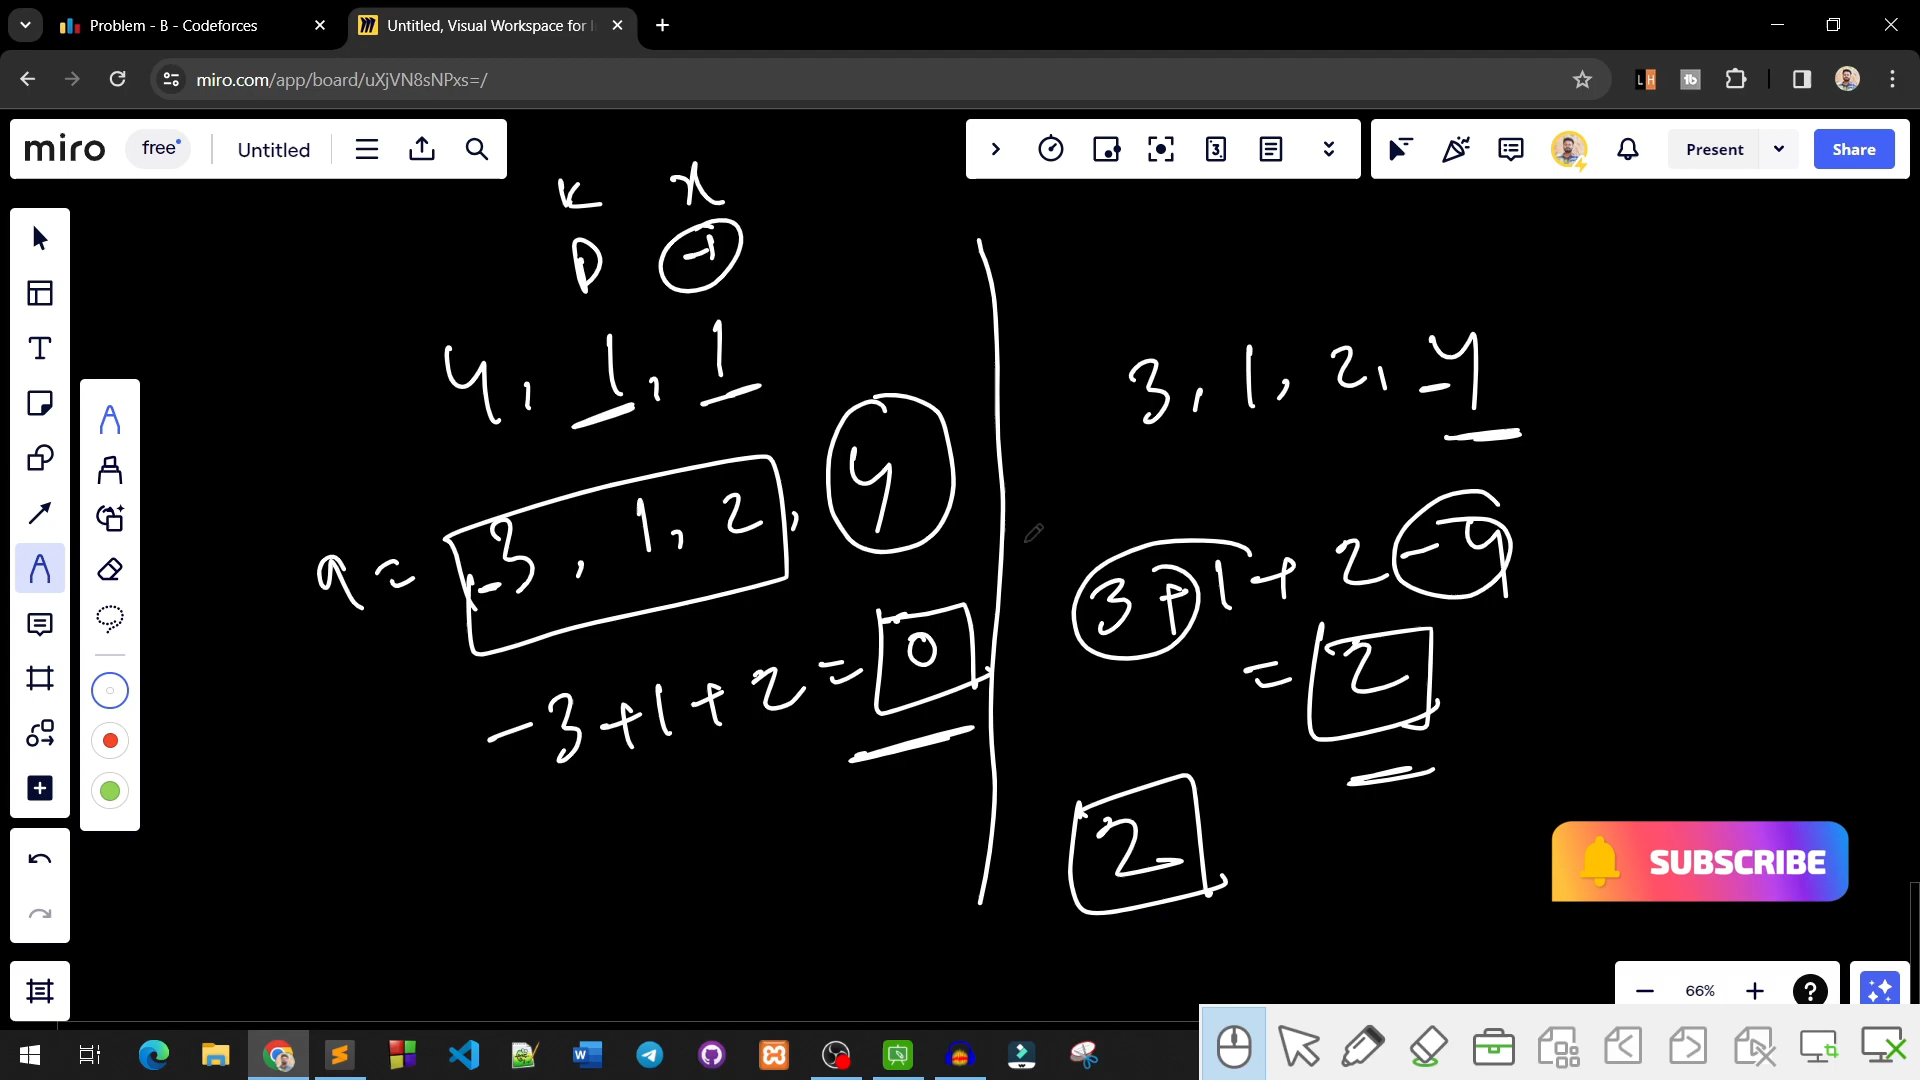 Problem - B - Codeforces
Untitled, Visual Workspace for I
miro.com/app/board/uXjVN8sNPxs=/
miro
free
Untitled
3.
Present
Share
K x
D -1
4, 1, 1
3, 1, 2, -4
a = -3, 1, 2, 4
-3+1+2 = 0
3+1+2-4
= 2
2
SUBSCRIBE
66%